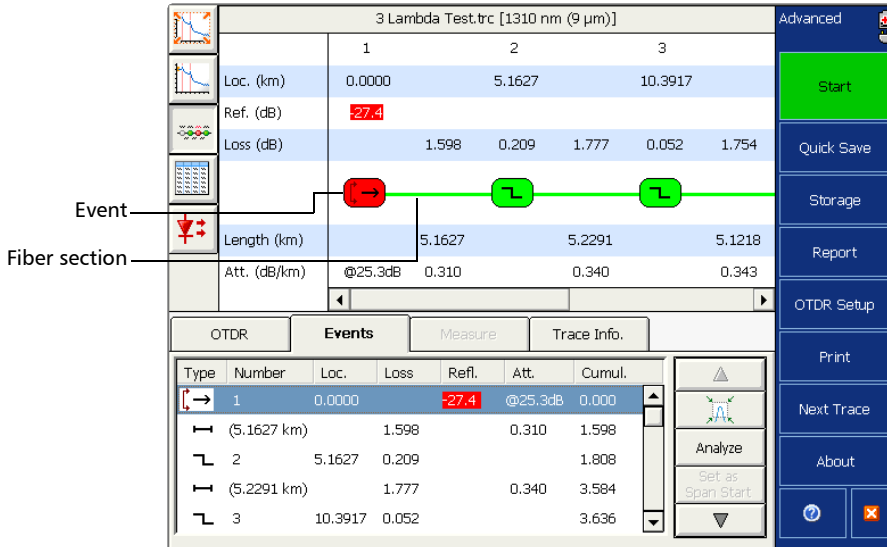 3 Lambda Test.trc [1310 nm (9 µm)]
Advanced
1 2 3
Loc. (km) 0.0000 5.1627 10.3917
Ref. (dB) -27.4
Loss (dB) 1.598 0.209 1.777 0.052 1.754
Event
Fiber section
Length (km) 5.1627 5.2291 5.1218
Att. (dB/km) @25.3dB 0.310 0.340 0.343
OTDR Events Measure Trace Info.
Type Number Loc. Loss Refl. Att. Cumul.
1 0.0000 -27.4 @25.3dB 0.000
(5.1627 km) 1.598 0.310 1.598
2 5.1627 0.209 1.808
(5.2291 km) 1.777 0.340 3.584
3 10.3917 0.052 3.636
Analyze
Set as
Span Start
Start
Quick Save
Storage
Report
OTDR Setup
Print
Next Trace
About